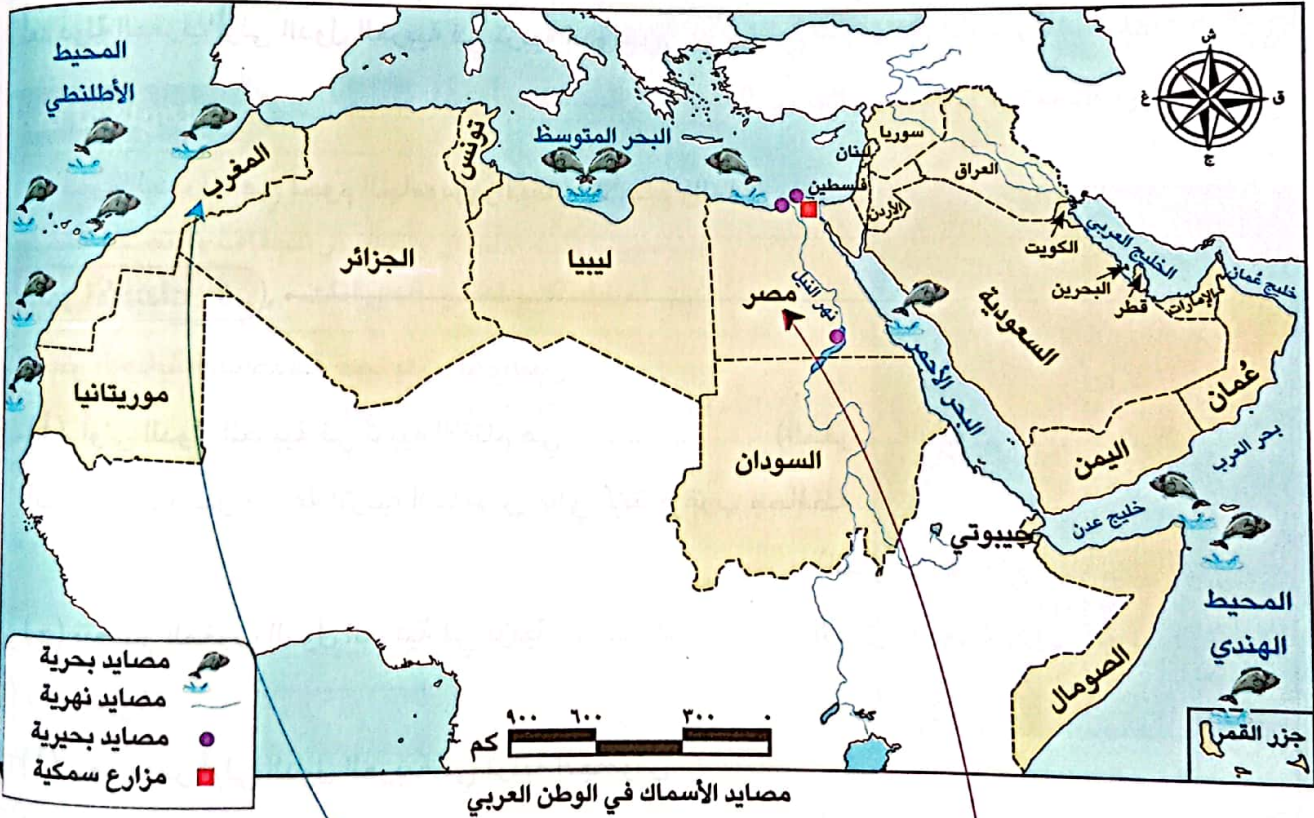 المحيط
الأطلنطي
ش
ق
غ
ج
البحر المتوسط
المغرب
تونس
الجزائر
ليبيا
مصر
نهر النيل
موريتانيا
السودان
سوريا
لبنان
فلسطين
الأردن
العراق
الكويت
الخليج العربي
البحرين
قطر
الإمارات
خليج عُمان
السعودية
عُمان
البحر الأحمر
اليمن
بحر العرب
خليج عدن
جيبوتي
الصومال
المحيط
الهندي
جزر القمر
مصايد بحرية
مصايد نهرية
مصايد بحيرية
مزارع سمكية
٩٠٠ ٦٠٠ ٣٠٠ ٠
كم
مصايد الأسماك في الوطن العربي